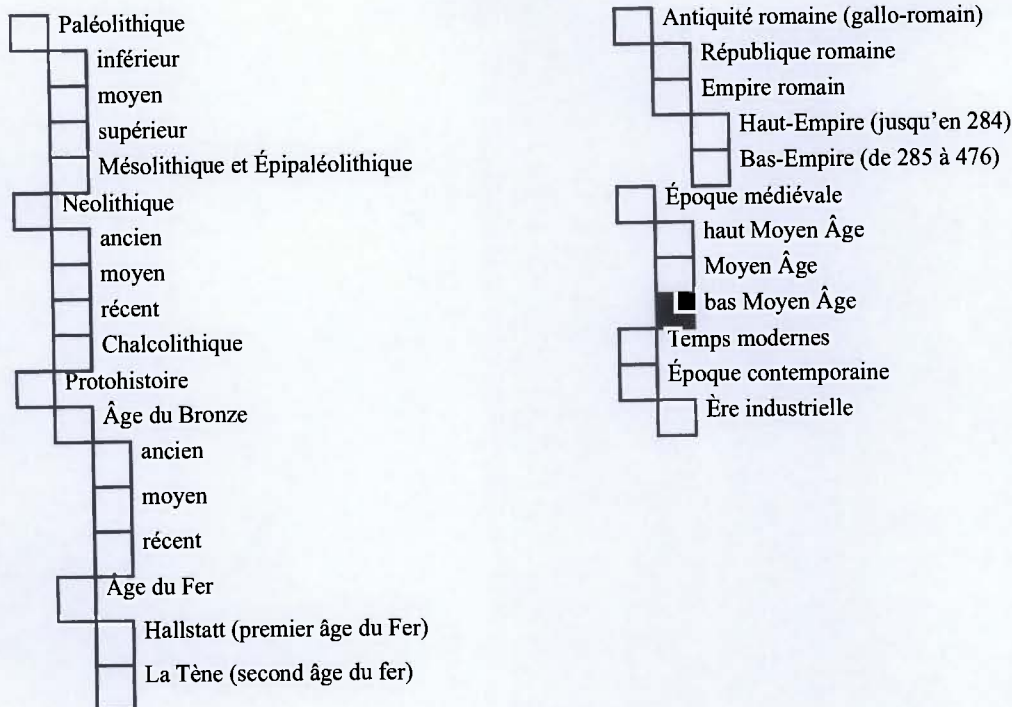 Paléolithique
inférieur
moyen
supérieur
Mésolithique et Épipaléolithique
Neolithique
ancien
moyen
récent
Chalcolithique
Protohistoire
Âge du Bronze
ancien
moyen
récent
Âge du Fer
Hallstatt (premier âge du Fer)
La Tène (second âge du fer)
Antiquité romaine (gallo-romain)
République romaine
Empire romain
Haut-Empire (jusqu’en 284)
Bas-Empire (de 285 à 476)
Époque médiévale
haut Moyen Âge
Moyen Âge
bas Moyen Âge
Temps modernes
Époque contemporaine
Ère industrielle